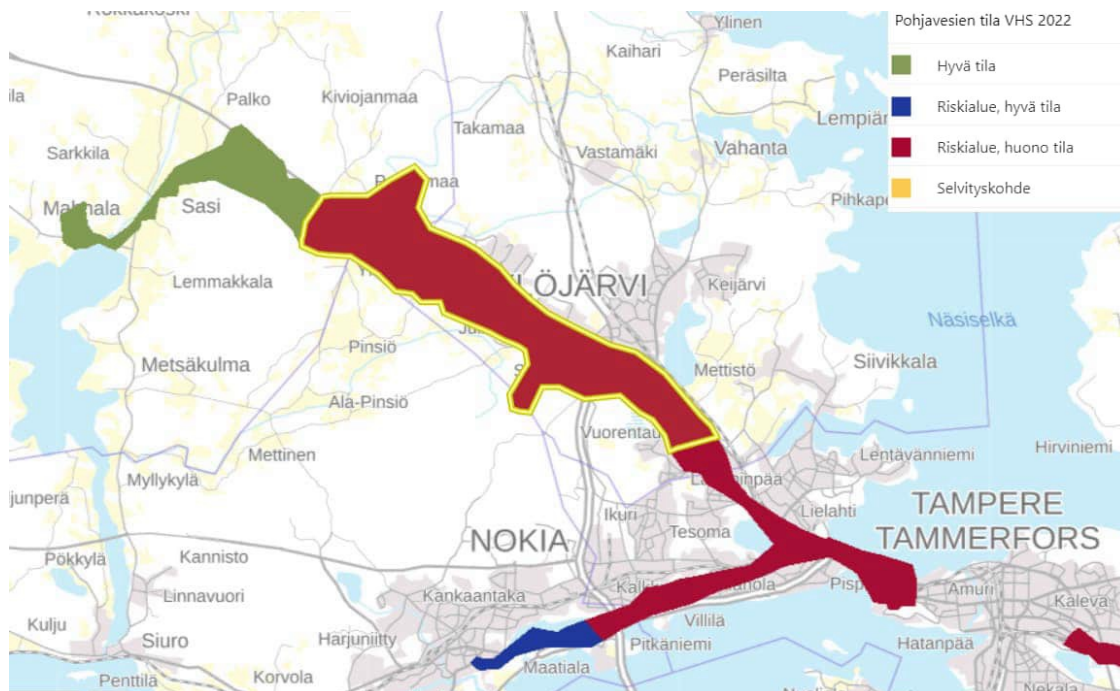 Pohjavesien tila VHS 2022
Hyvä tila
Riskialue, hyvä tila
Riskialue, huono tila
Selvityskohde
Ylinen
Kaihari
Peräsilta
Palko
Kiviojanmaa
Takamaa
Sarkkila
Vastamäki
Vahanta
Sasi
Lemmakkala
LÖJÄRVI
Keijärvi
Näsiselkä
Pinsiö
Metsäkulma
Mettistö
Siivikkala
Ala-Pinsiö
Vuorentau
Mettinen
Lentävänniemi
Hirviniemi
Myllykylä
Ikuri
Lielahti
TAMPERE
TAMMERFORS
Tesoma
NOKIA
Pökkylä
Kannisto
Linnavuori
Kankaantaka
Amuri
Kaleva
Kulju
Siuro
Harjuniitty
Villilä
Pitkäniemi
Hatanpää
Maatiala
Penttilä
Korvola